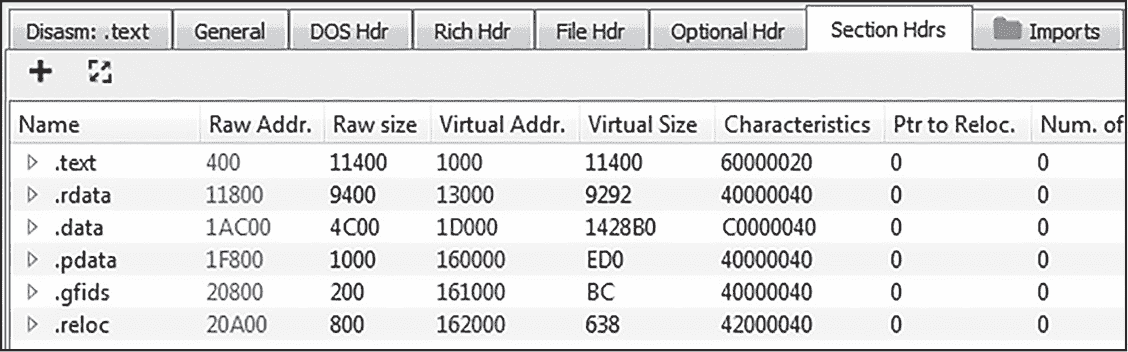 Disasm: .text General DOS Hdr Rich Hdr File Hdr Optional Hdr Section Hdrs Imports
Name Raw Addr. Raw size Virtual Addr. Virtual Size Characteristics Ptr to Reloc. Num. of
.text 400 11400 1000 11400 60000020 0 0
.rdata 11800 9400 13000 9292 40000040 0 0
.data 1AC00 4C00 1D000 1428B0 C0000040 0 0
.pdata 1F800 1000 160000 ED0 40000040 0 0
.gfids 20800 200 161000 BC 40000040 0 0
.reloc 20A00 800 162000 638 42000040 0 0